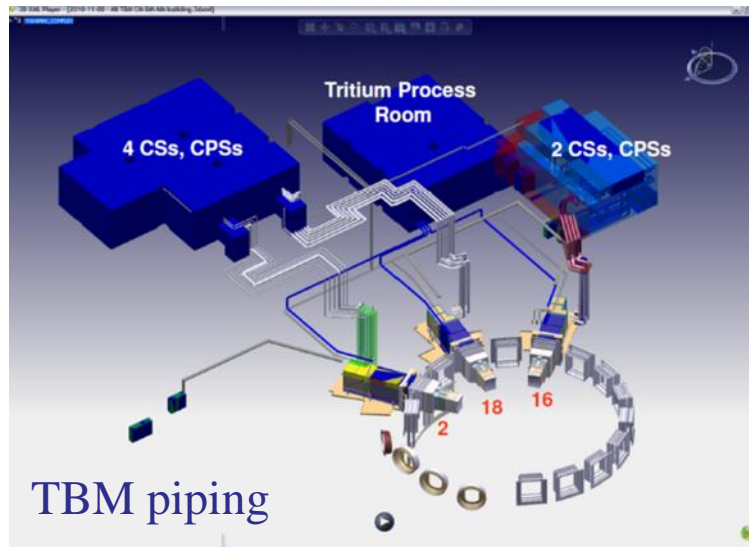 Tritium Process
Room
4 CSs, CPSs
2 CSs, CPSs
2
18
16
TBM piping